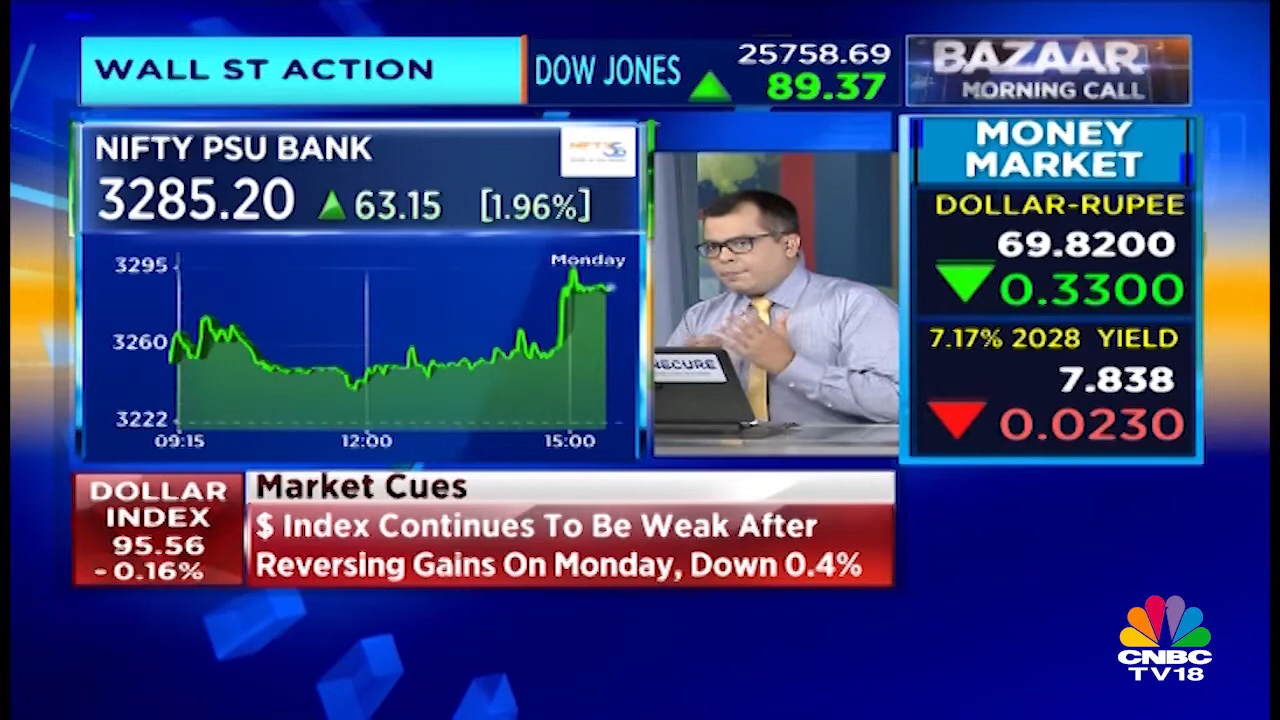 WALL ST ACTION
DOW JONES
25758.69
89.37
BAZAAR
MORNING CALL
NIFTY PSU BANK
3285.20
63.15
[1.96%]
3295
3260
3222
Monday
09:15
12:00
15:00
MONEY
MARKET
DOLLAR-RUPEE
69.8200
0.3300
7.17% 2028 YIELD
7.838
0.0230
DOLLAR
INDEX
95.56
- 0.16%
Market Cues
$ Index Continues To Be Weak After
Reversing Gains On Monday, Down 0.4%
CNBC
TV18